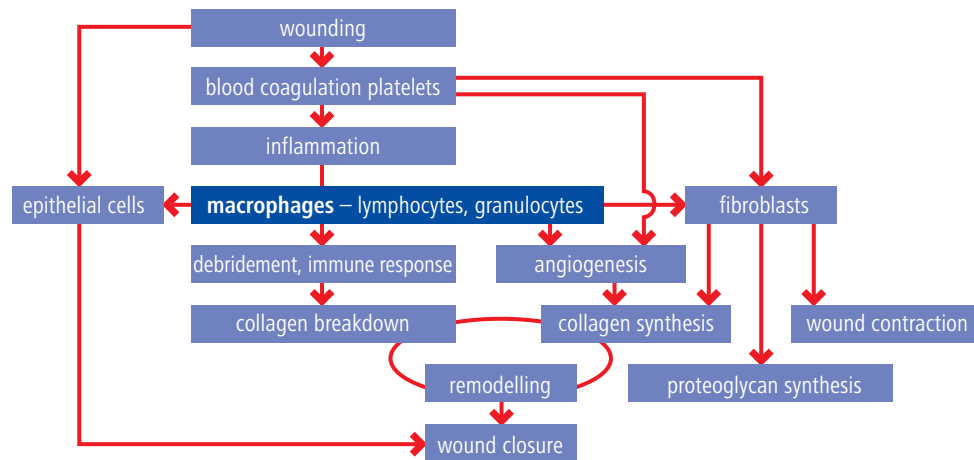 wounding
blood coagulation platelets
inflammation
epithelial cells
macrophages – lymphocytes, granulocytes
fibroblasts
debridement, immune response
angiogenesis
collagen breakdown
collagen synthesis
wound contraction
remodelling
proteoglycan synthesis
wound closure